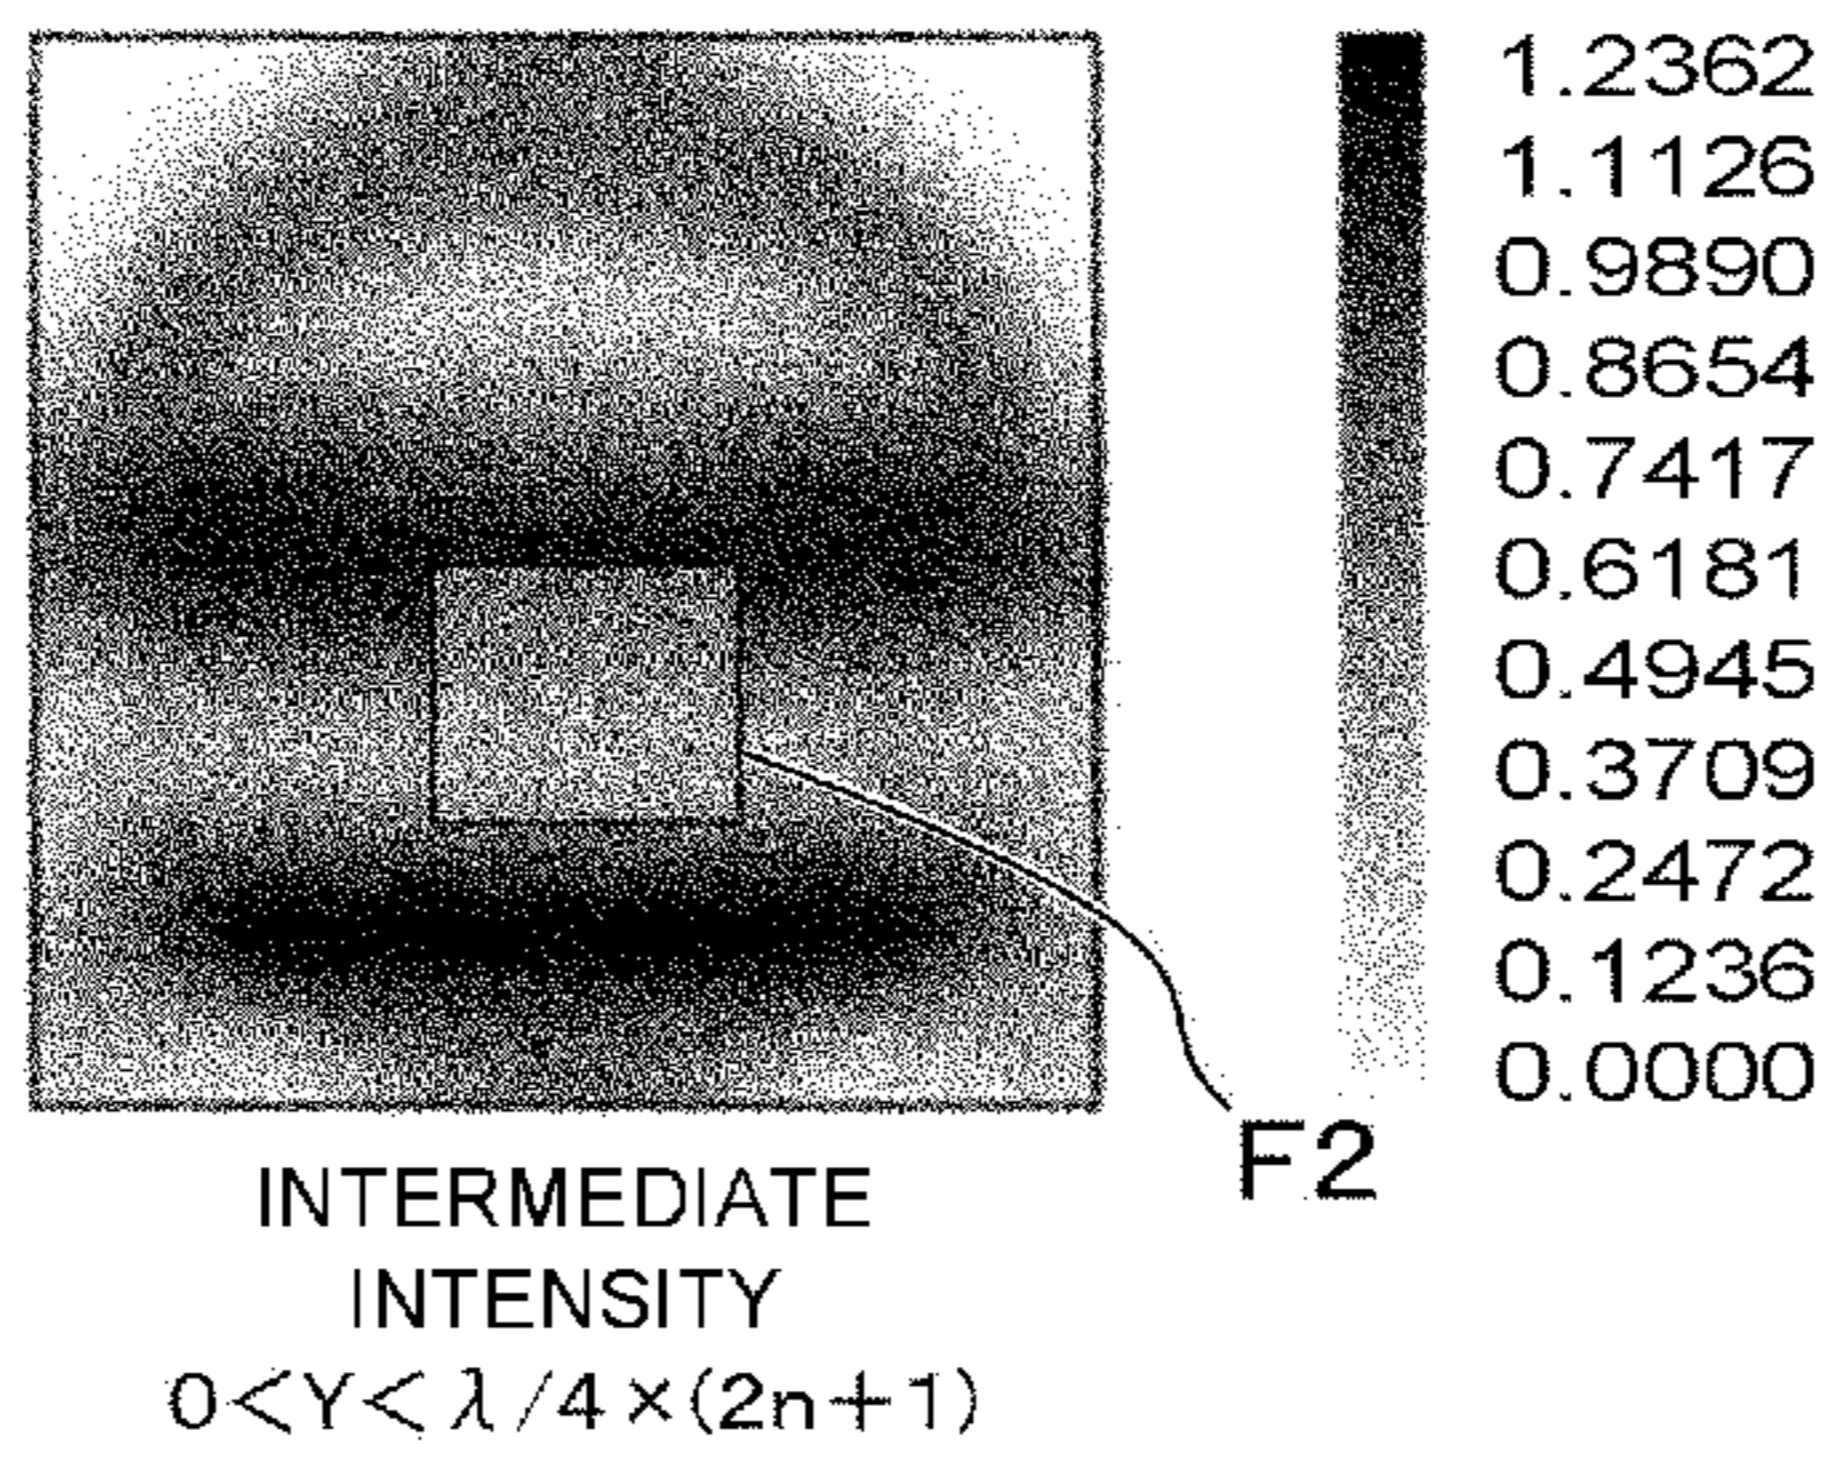 1.2362
1.1126
0.9890
0.8654
0.7417
0.6181
0.4945
0.3709
0.2472
0.1236
0.0000
F2
INTERMEDIATE
INTENSITY
0<Y<λ/4×(2n+1)